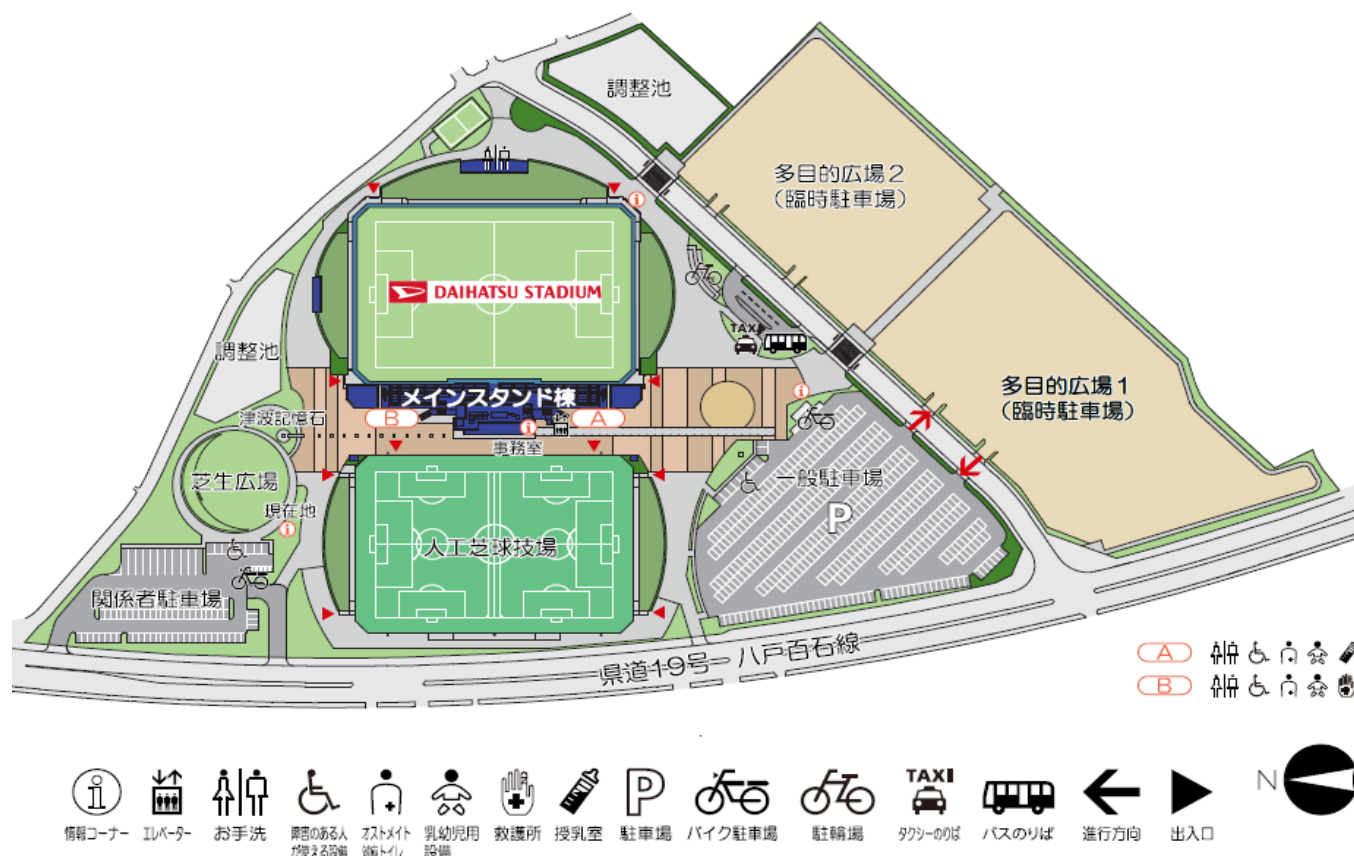 調整池
多目的広場2
(臨時駐車場)
DAIHATSU STADIUM
TAXI
調整池
メインスタンド棟
多目的広場1
(臨時駐車場)
津波記憶石
B
A
事務室
芝生広場
一般駐車場
現在地
P
人工芝球技場
関係者駐車場
県道19号 八戸百石線
A
B
TAXI
N
情報コーナー
エレベーター
お手洗
障害のある人
が使える設備
オストメイト
対応トイレ
乳幼児用
設備
救護所
授乳室
駐車場
バイク駐車場
駐輪場
タクシーのりば
バスのりば
進行方向
出入口